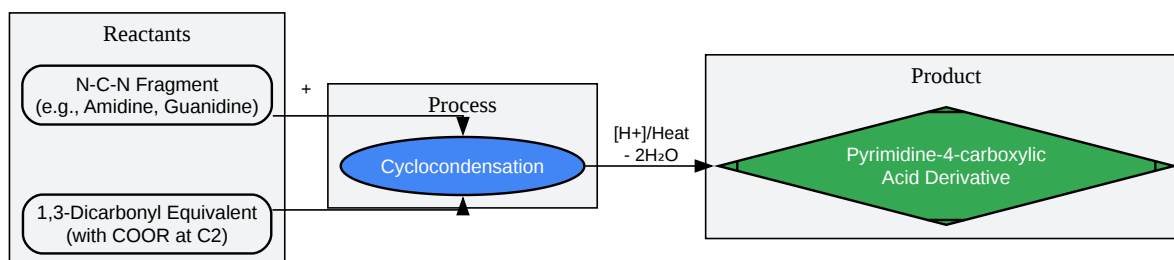 Reactants
N-C-N Fragment
(e.g., Amidine, Guanidine)
+
1,3-Dicarbonyl Equivalent
(with COOR at C2)
Process
Cyclocondensation
[H+]/Heat
- 2H₂O
Product
Pyrimidine-4-carboxylic
Acid Derivative